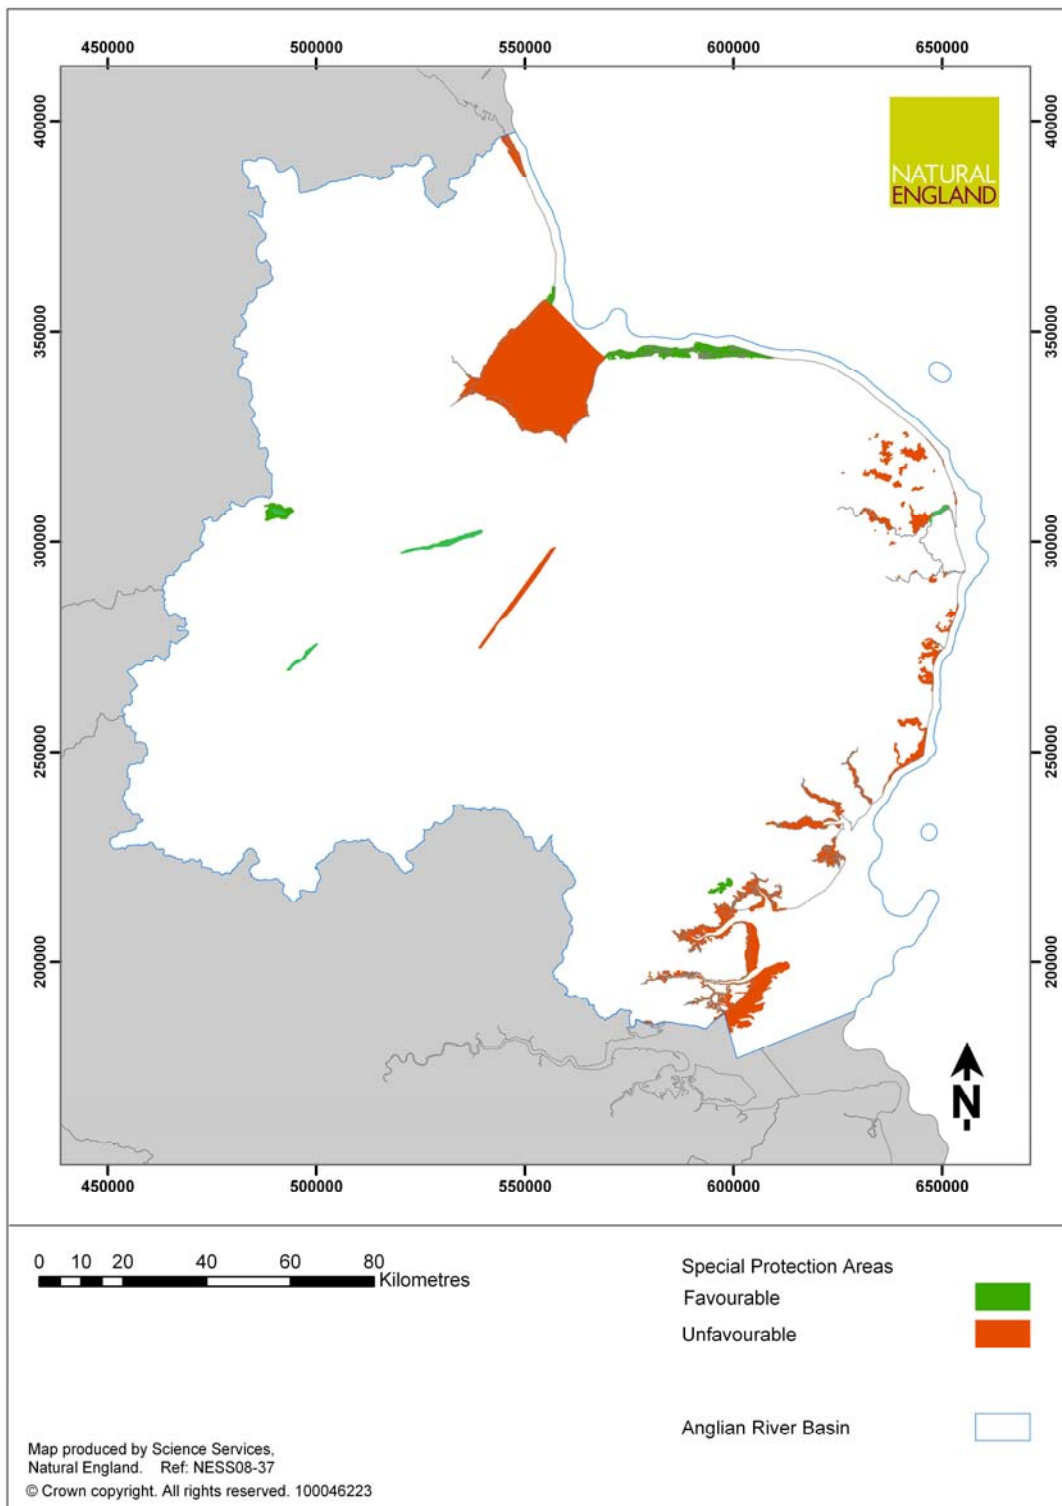 450000 500000 550000 600000 650000
400000 400000
NATURAL
ENGLAND
350000 350000
300000 300000
250000 250000
200000 200000
N
450000 500000 550000 600000 650000
0 10 20 40 60 80
Kilometres
Special Protection Areas
Favourable
Unfavourable
Anglian River Basin
Map produced by Science Services,
Natural England. Ref: NESS08-37
© Crown copyright. All rights reserved. 100046223